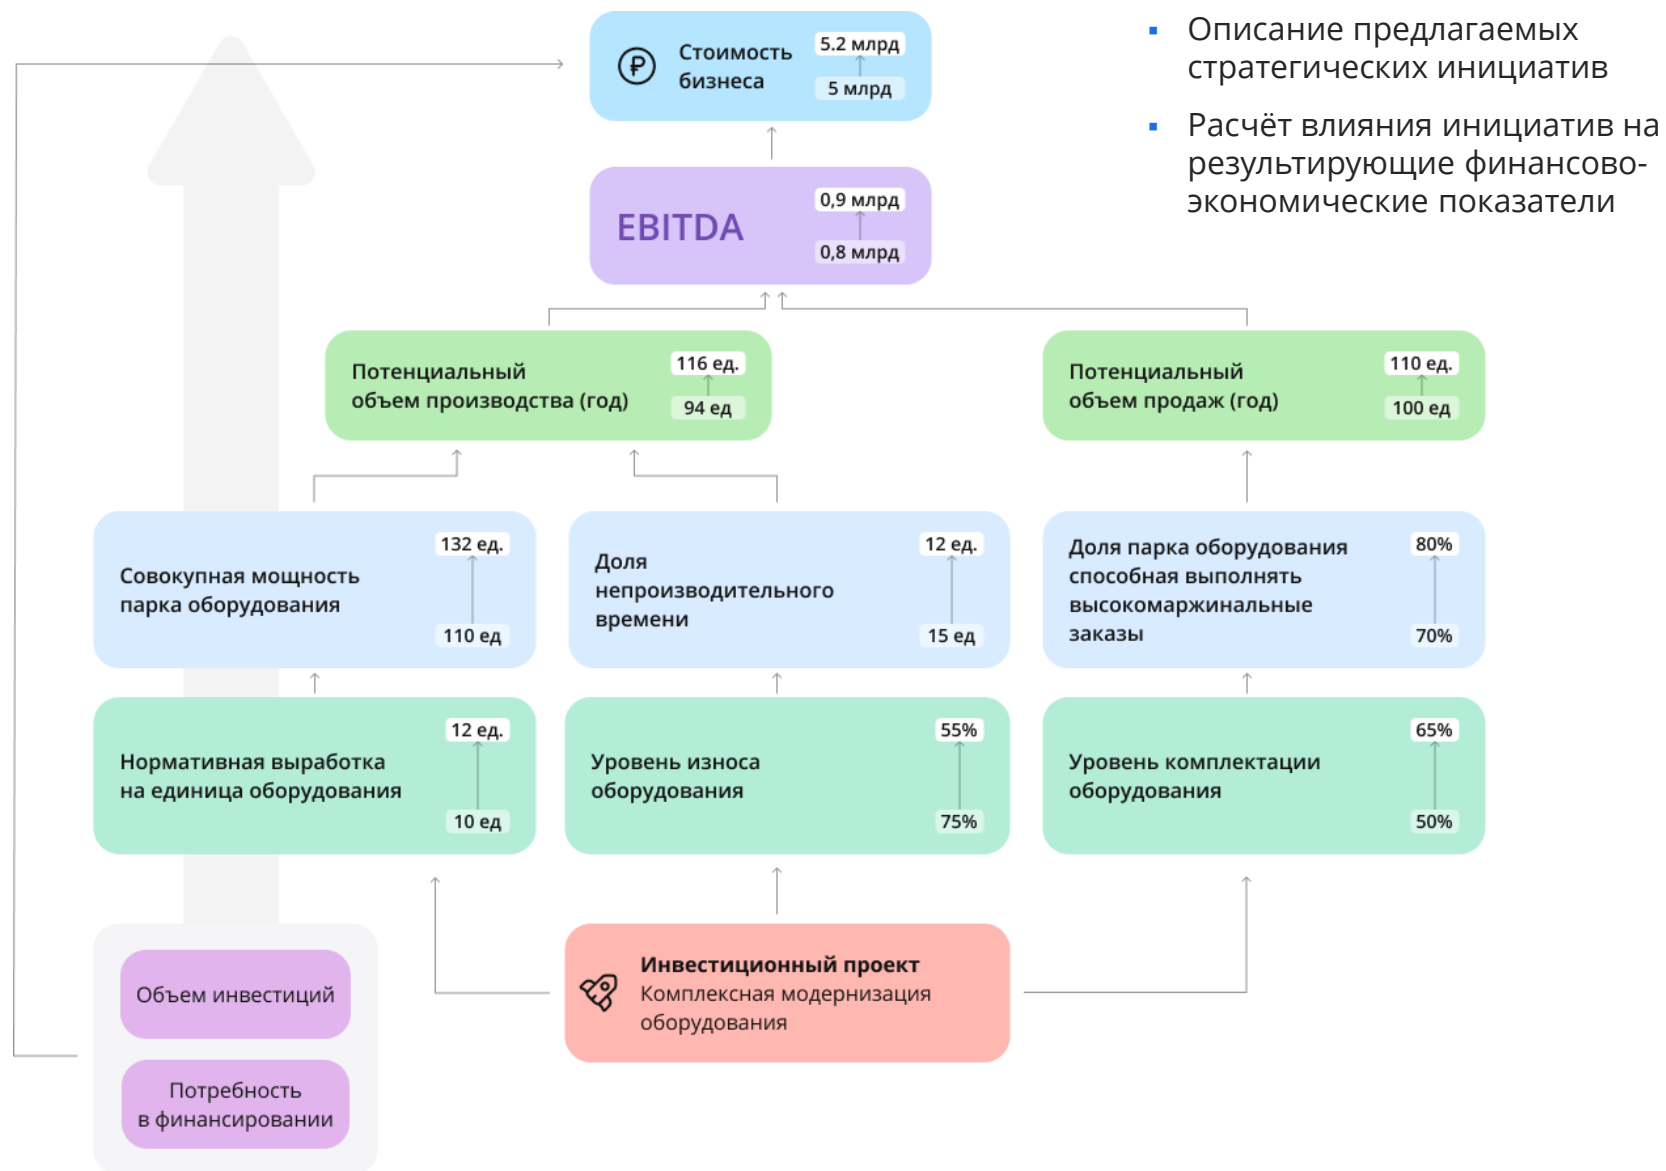 Стоимость
бизнеса
5.2 млрд
5 млрд
Описание предлагаемых
стратегических инициатив
Расчёт влияния инициатив на
результирующие финансово-
экономические показатели
EBITDA
0,9 млрд
0,8 млрд
Потенциальный
объем производства (год)
116 ед.
94 ед
Потенциальный
объем продаж (год)
110 ед.
100 ед
Совокупная мощность
парка оборудования
132 ед.
110 ед
Доля
непроизводительного
времени
12 ед.
15 ед
Доля парка оборудования
способная выполнять
высокомаржинальные
заказы
80%
70%
Нормативная выработка
на единица оборудования
12 ед.
10 ед
Уровень износа
оборудования
55%
75%
Уровень комплектации
оборудования
65%
50%
Объем инвестиций
Потребность
в финансировании
Инвестиционный проект
Комплексная модернизация
оборудования